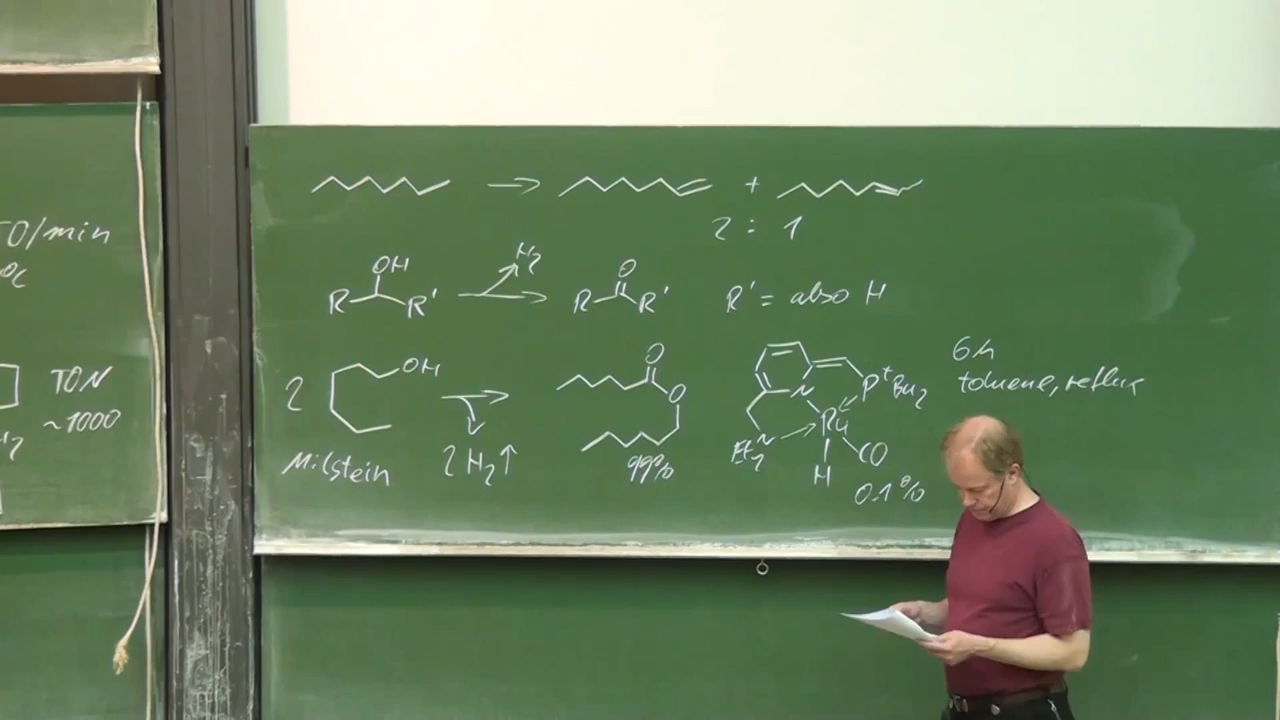 TO/min
°C
TON
~1000
→ +
2 : 1
OH
H2
O
R R' → R R' R' = also H
2 OH → O O
Milstein
2 H2↑
99%
N P tBu2
Et2N Ru
H CO
0.1%
6h
toluene, reflux